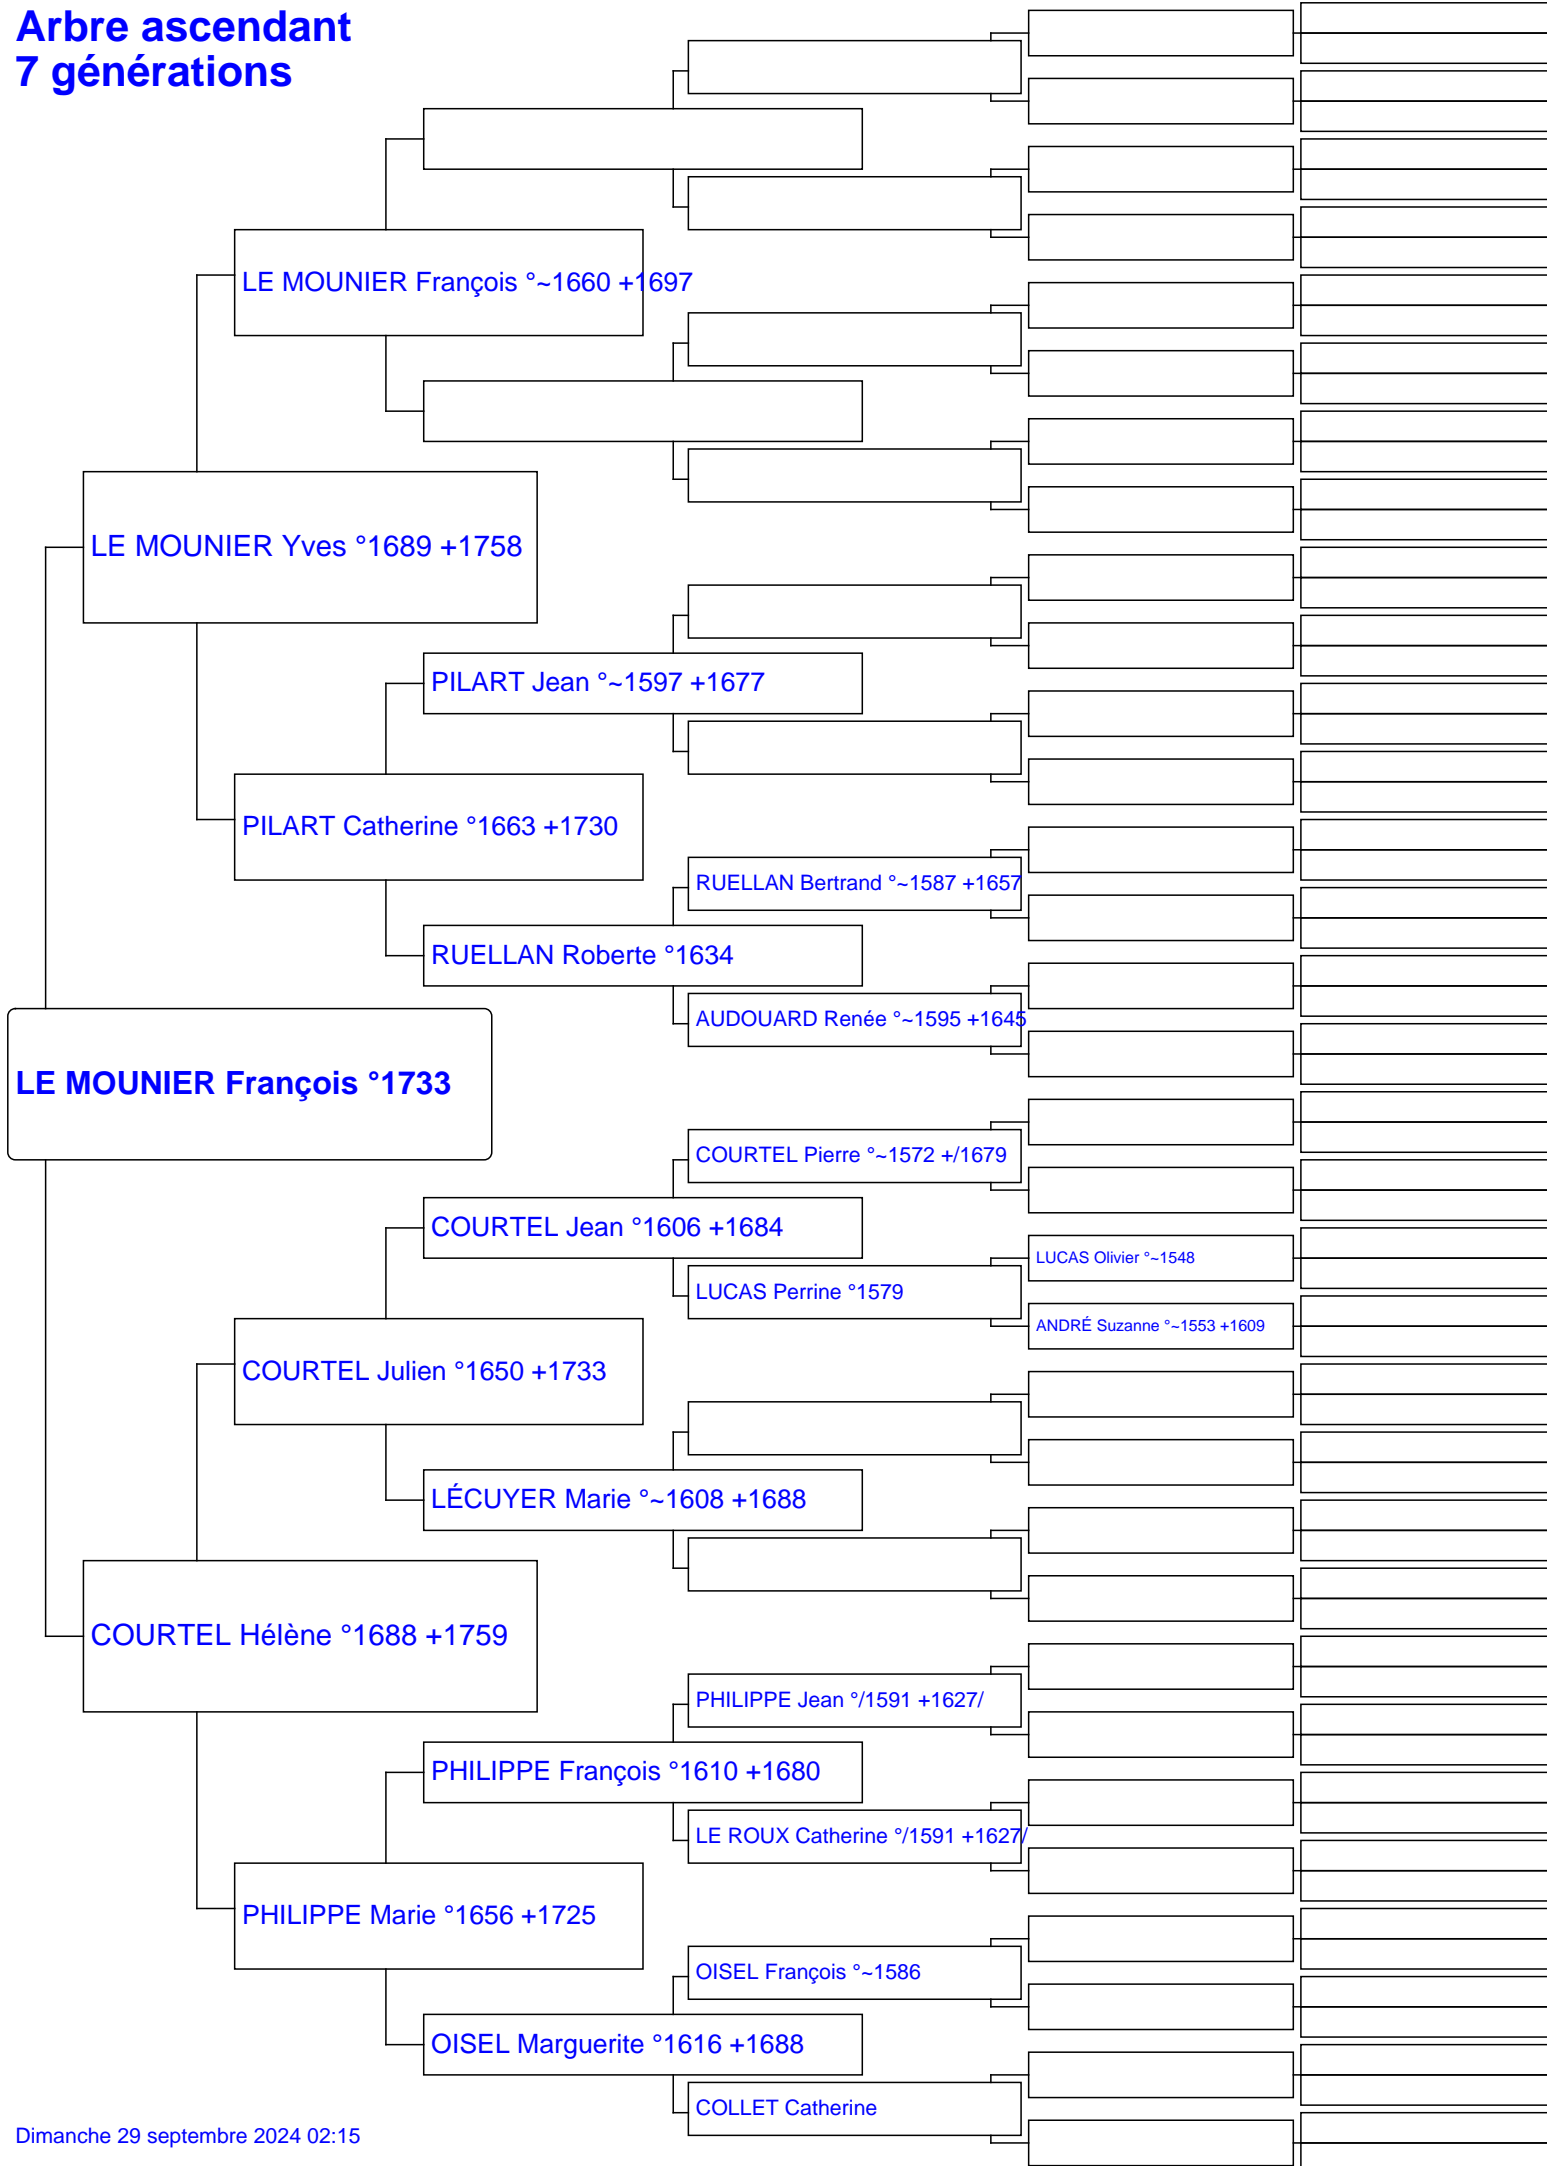 Arbre ascendant
7 générations
LE MOUNIER François °~1660 +1697
LE MOUNIER Yves °1689 +1758
PILART Jean °~1597 +1677
PILART Catherine °1663 +1730
RUELLAN Bertrand °~1587 +1657
RUELLAN Roberte °1634
AUDOUARD Renée °~1595 +1645
LE MOUNIER François °1733
COURTEL Pierre °~1572 +/1679
COURTEL Jean °1606 +1684
LUCAS Olivier °~1548
LUCAS Perrine °1579
ANDRÉ Suzanne °~1553 +1609
COURTEL Julien °1650 +1733
LÉCUYER Marie °~1608 +1688
COURTEL Hélène °1688 +1759
PHILIPPE Jean °/1591 +1627/
PHILIPPE François °1610 +1680
LE ROUX Catherine °/1591 +1627/
PHILIPPE Marie °1656 +1725
OISEL François °~1586
OISEL Marguerite °1616 +1688
COLLET Catherine
Dimanche 29 septembre 2024 02:15